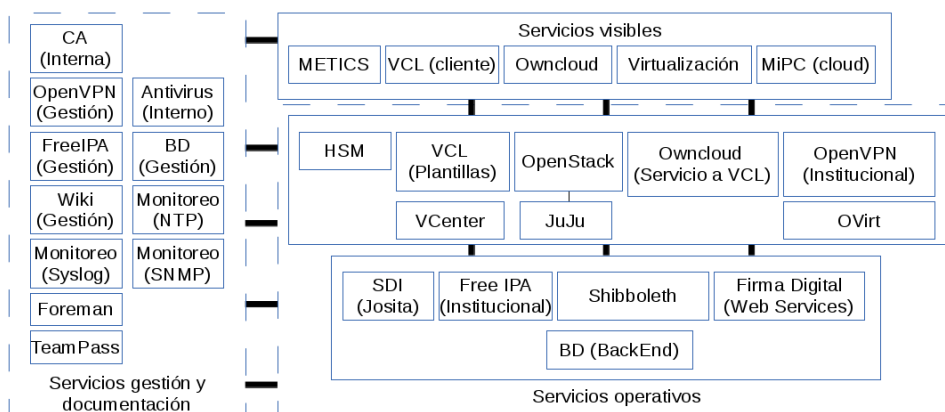 CA
(Interna)
OpenVPN
(Gestión)
Antivirus
(Interno)
FreeIPA
(Gestión)
BD
(Gestión)
Wiki
(Gestión)
Monitoreo
(NTP)
Monitoreo
(Syslog)
Monitoreo
(SNMP)
Foreman
TeamPass
Servicios gestión y
documentación
Servicios visibles
METICS
VCL (cliente)
Owncloud
Virtualización
MiPC (cloud)
HSM
VCL
(Plantillas)
OpenStack
Owncloud
(Servicio a VCL)
OpenVPN
(Institucional)
VCenter
JuJu
OVirt
SDI
(Josita)
Free IPA
(Institucional)
Shibboleth
Firma Digital
(Web Services)
BD (BackEnd)
Servicios operativos